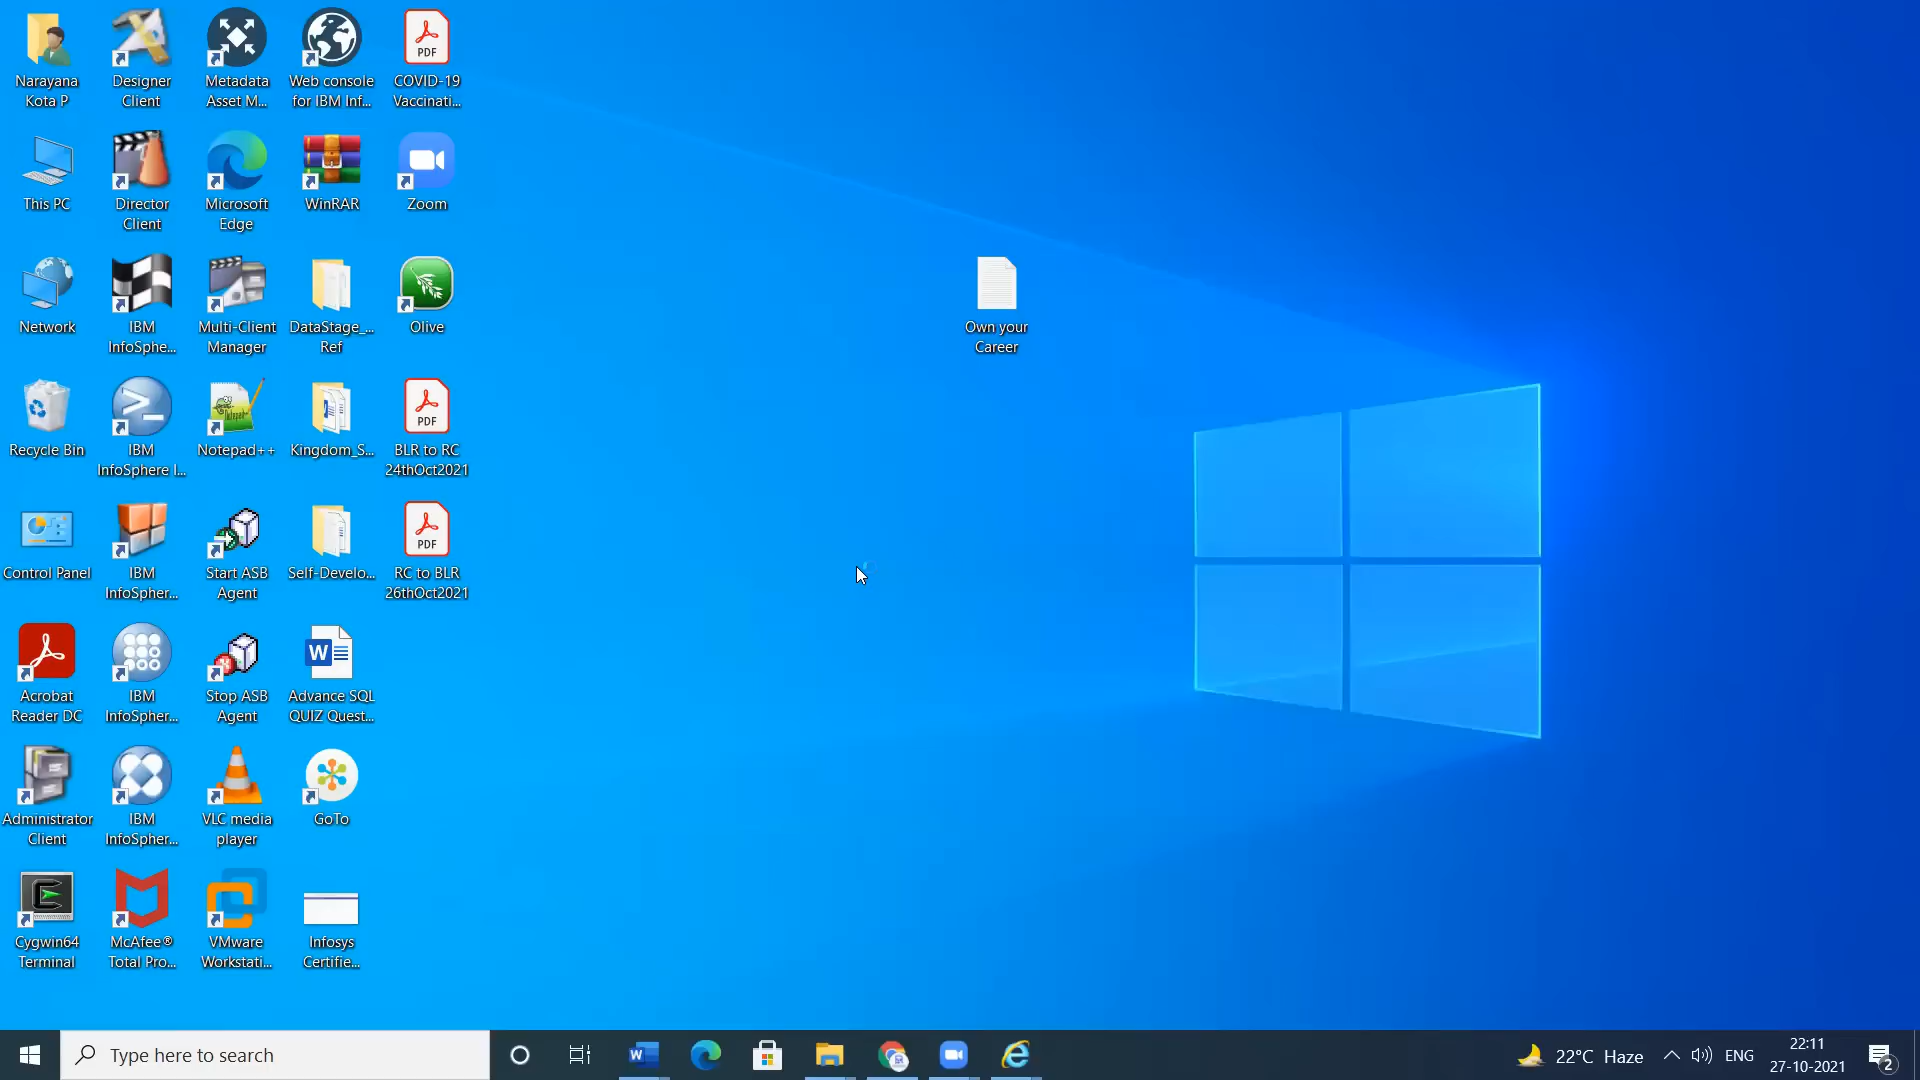 Narayana
Kota P
Designer
Client
Metadata
Asset M...
Web console
for IBM Inf...
COVID-19
Vaccinati...
PDF
This PC
Director
Client
Microsoft
Edge
WinRAR
Zoom
Network
IBM
InfoSphe...
Multi-Client
Manager
DataStage_...
Ref
Olive
Own your
Career
Recycle Bin
IBM
InfoSphere I...
Notepad++
Kingdom_S...
PDF
BLR to RC
24thOct2021
Control Panel
IBM
InfoSpher...
Start ASB
Agent
Self-Develo...
PDF
RC to BLR
26thOct2021
Acrobat
Reader DC
IBM
InfoSpher...
Stop ASB
Agent
W
Advance SQL
QUIZ Quest...
Administrator
Client
IBM
InfoSpher...
VLC media
player
GoTo
Cygwin64
Terminal
McAfee®
Total Pro...
VMware
Workstati...
Infosys
Certifie...
Type here to search
W
22°C Haze
ENG
22:11
27-10-2021
2